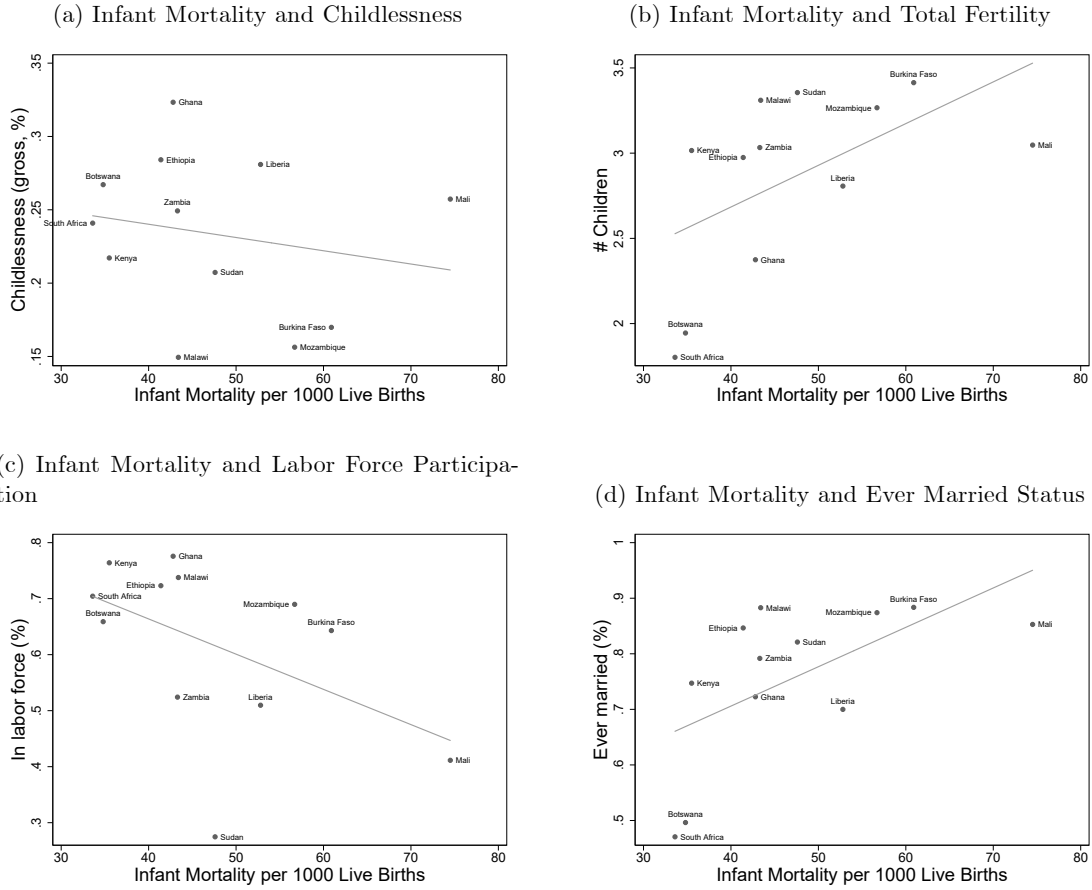 (a) Infant Mortality and Childlessness
.35
.3
.25
.2
.15
Childlessness (gross, %)
Ghana
Ethiopia
Liberia
Botswana
Mali
Zambia
South Africa
Kenya
Sudan
Burkina Faso
Mozambique
Malawi
30 40 50 60 70 80
Infant Mortality per 1000 Live Births
(b) Infant Mortality and Total Fertility
3.5
3
2.5
2
# Children
Burkina Faso
Sudan
Malawi
Mozambique
Kenya
Zambia
Mali
Ethiopia
Liberia
Ghana
Botswana
South Africa
30 40 50 60 70 80
Infant Mortality per 1000 Live Births
(c) Infant Mortality and Labor Force Participa-
tion
.8
.7
.6
.5
.4
.3
In labor force (%)
Ghana
Kenya
Malawi
Ethiopia
South Africa
Mozambique
Botswana
Burkina Faso
Zambia
Liberia
Mali
Sudan
30 40 50 60 70 80
Infant Mortality per 1000 Live Births
(d) Infant Mortality and Ever Married Status
1
.9
.8
.7
.6
.5
Ever married (%)
Burkina Faso
Malawi
Mozambique
Ethiopia
Mali
Sudan
Zambia
Kenya
Ghana
Liberia
Botswana
South Africa
30 40 50 60 70 80
Infant Mortality per 1000 Live Births